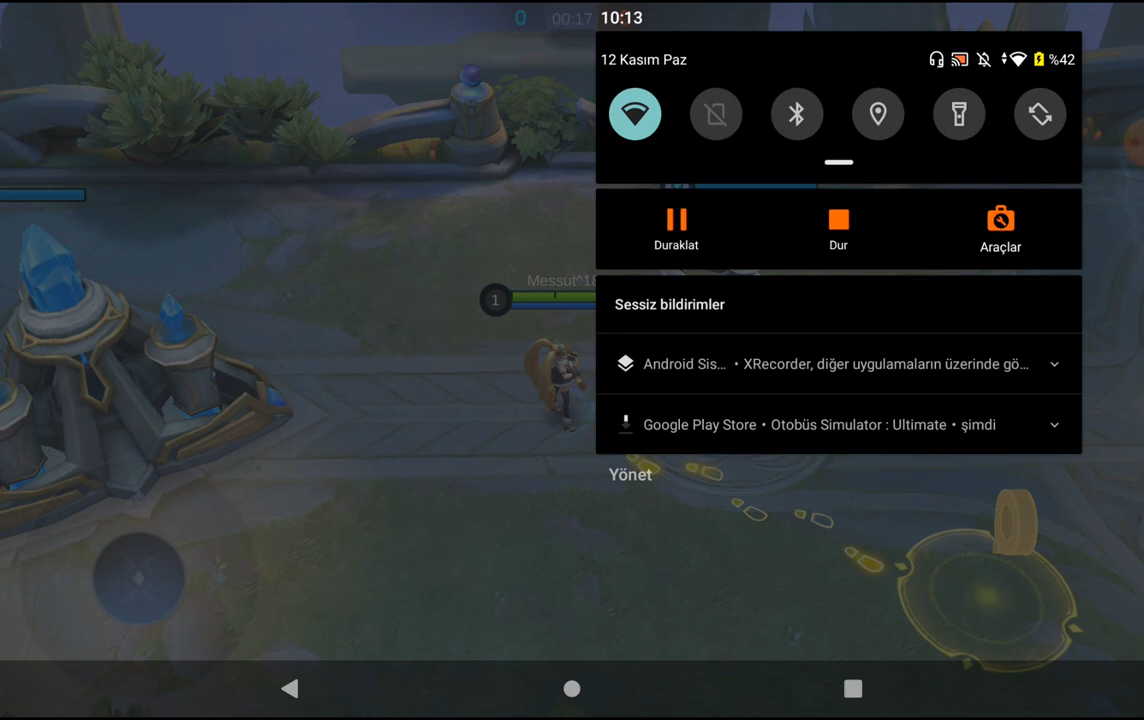 0 00:17 10:13
12 Kasım Paz %42
Duraklat Dur Araçlar
Messut^18
1
Sessiz bildirimler
Android Sis... • XRecorder, diğer uygulamaların üzerinde gö...
Google Play Store • Otobüs Simulator : Ultimate • şimdi
Yönet